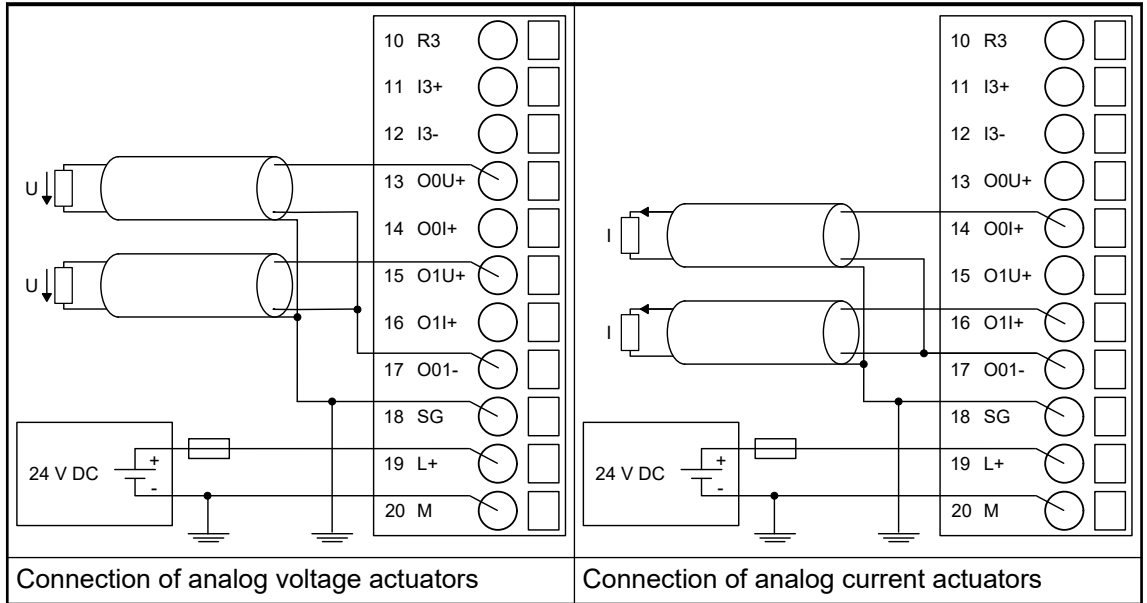 10 R3
11 I3+
12 I3-
13 O0U+
14 O0I+
15 O1U+
16 O1I+
17 O01-
18 SG
19 L+
20 M
U
U
24 V DC
+
-
Connection of analog voltage actuators
10 R3
11 I3+
12 I3-
13 O0U+
14 O0I+
15 O1U+
16 O1I+
17 O01-
18 SG
19 L+
20 M
I
I
24 V DC
+
-
Connection of analog current actuators